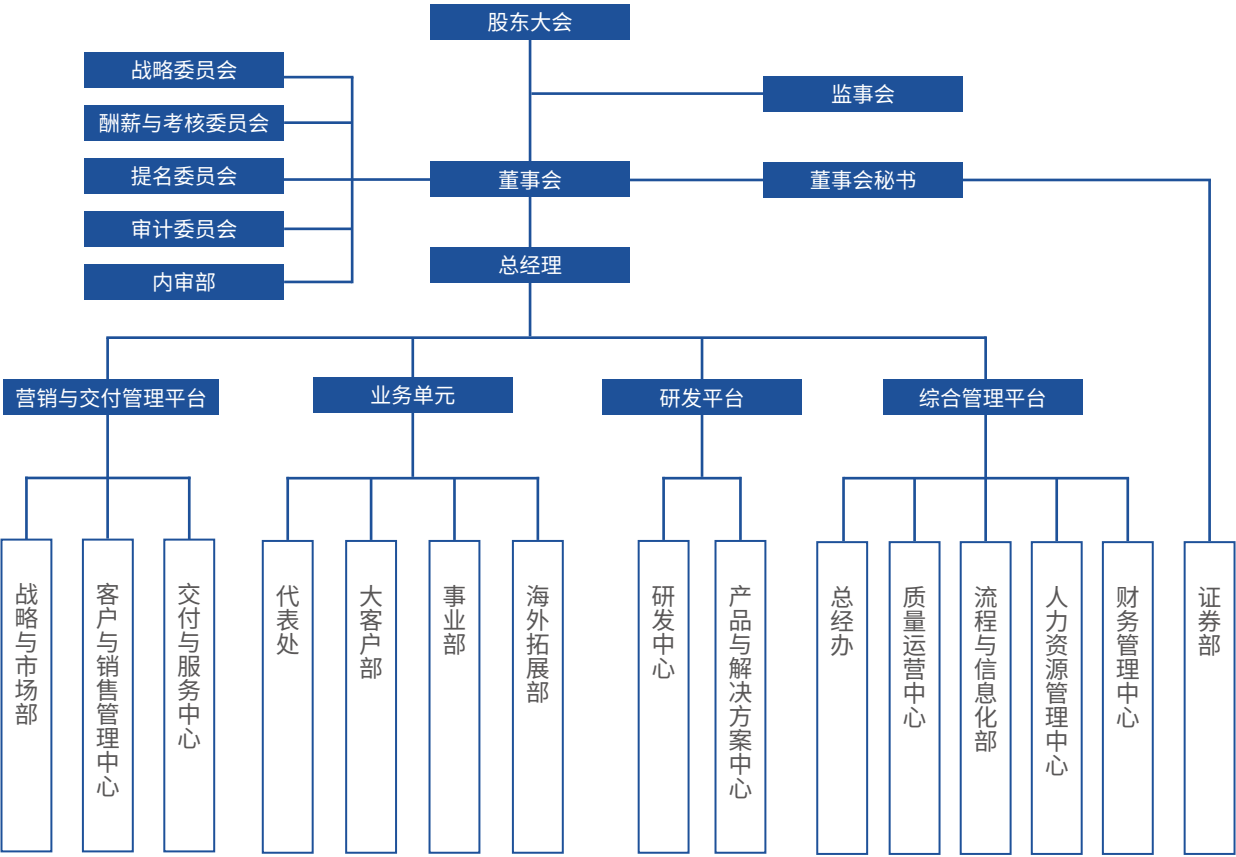 股东大会
战略委员会
监事会
酬薪与考核委员会
提名委员会
董事会
董事会秘书
审计委员会
总经理
内审部
营销与交付管理平台
业务单元
研发平台
综合管理平台
战略与市场部
客户与销售管理中心
交付与服务中心
代表处
大客户部
事业部
海外拓展部
研发中心
产品与解决方案中心
总经办
质量运营中心
流程与信息化部
人力资源管理中心
财务管理中心
证券部